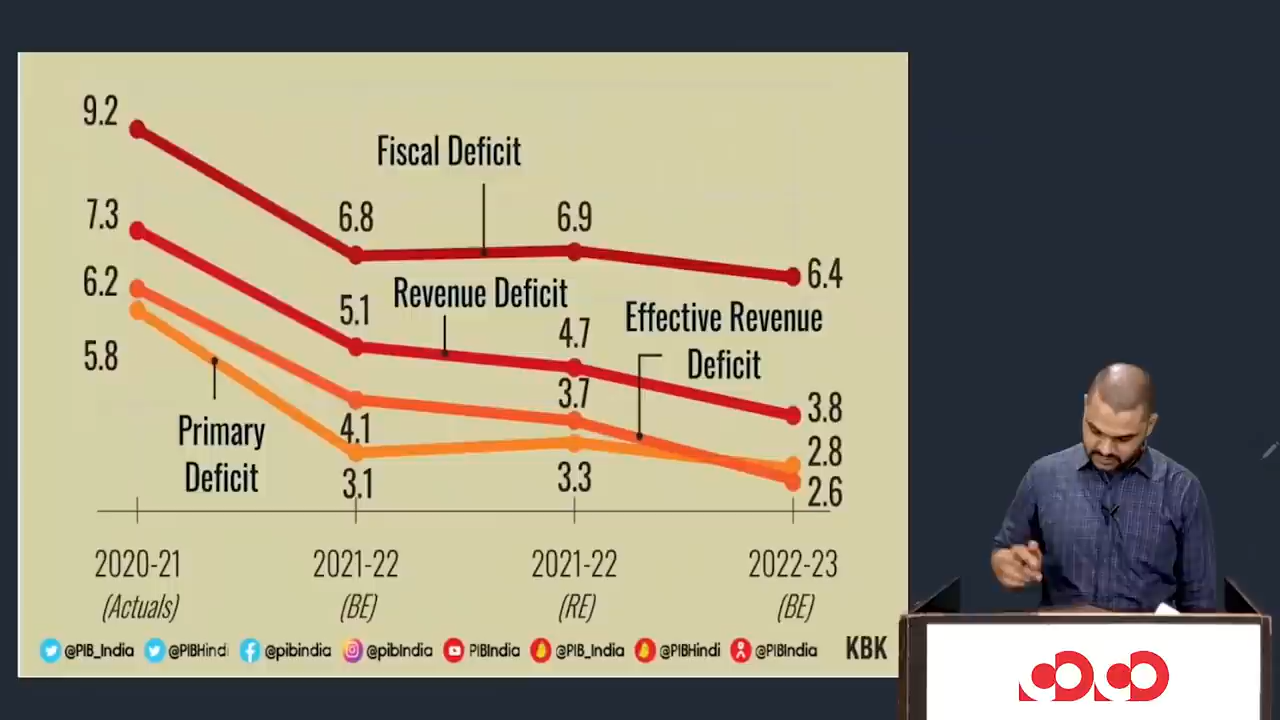 9.2
Fiscal Deficit
7.3
6.8
6.9
6.2
5.1
Revenue Deficit
4.7
6.4
Effective Revenue
Deficit
5.8
3.7
3.8
Primary
Deficit
4.1
2.8
3.1
3.3
2.6
2020-21
2021-22
2021-22
2022-23
(Actuals)
(BE)
(RE)
(BE)
@PIB_India
@PIBHindi
@pibindia
@pibIndia
PIBIndia
@PIB_India
@PIBHindi
@PIBIndia
KBK